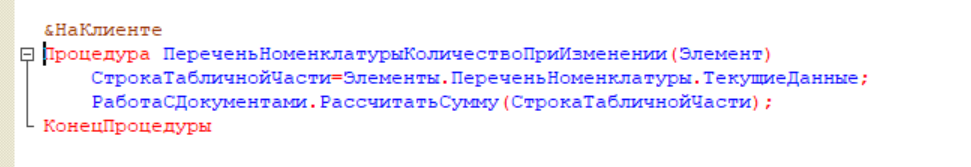 &НаКлиенте
Процедура ПереченьНоменклатурыКоличествоПриИзменении(Элемент)
СтрокаТабличнойЧасти=Элементы.ПереченьНоменклатуры.ТекущиеДанные;
РаботаСДокументами.РассчитатьСумму(СтрокаТабличнойЧасти);
КонецПроцедуры